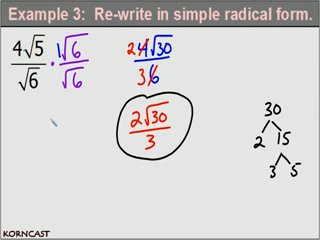 Example 3: Re-write in simple radical form.
4√5/√6 · 1√6/√6
2 4√30/3 6
2√30/3
30
2 15
3 5
KORNCAST